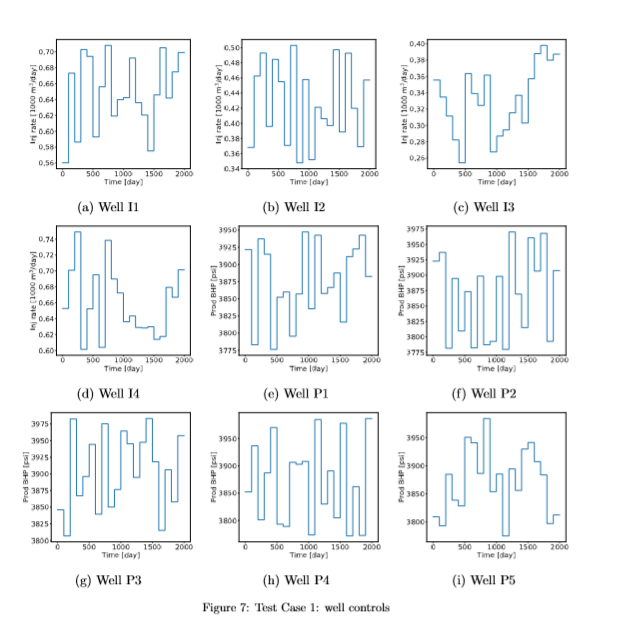 0.70
0.68
0.66
0.64
0.62
0.60
0.58
0.56
Inj rate [1000 m³/day]
0 500 1000 1500 2000
Time [day]
(a) Well I1
0.50
0.48
0.46
0.44
0.42
0.40
0.38
0.36
0.34
Inj rate [1000 m³/day]
0 500 1000 1500 2000
Time [day]
(b) Well I2
0.40
0.38
0.36
0.34
0.32
0.30
0.28
0.26
Inj rate [1000 m³/day]
0 500 1000 1500 2000
Time [day]
(c) Well I3
0.74
0.72
0.70
0.68
0.66
0.64
0.62
0.60
Inj rate [1000 m³/day]
0 500 1000 1500 2000
Time [day]
(d) Well I4
3950
3925
3900
3875
3850
3825
3800
3775
Prod BHP [psi]
0 500 1000 1500 2000
Time [day]
(e) Well P1
3975
3950
3925
3900
3875
3850
3825
3800
3775
Prod BHP [psi]
0 500 1000 1500 2000
Time [day]
(f) Well P2
3975
3950
3925
3900
3875
3850
3825
3800
Prod BHP [psi]
0 500 1000 1500 2000
Time [day]
(g) Well P3
3950
3900
3850
3800
Prod BHP [psi]
0 500 1000 1500 2000
Time [day]
(h) Well P4
3950
3900
3850
3800
Prod BHP [psi]
0 500 1000 1500 2000
Time [day]
(i) Well P5
Figure 7: Test Case 1: well controls